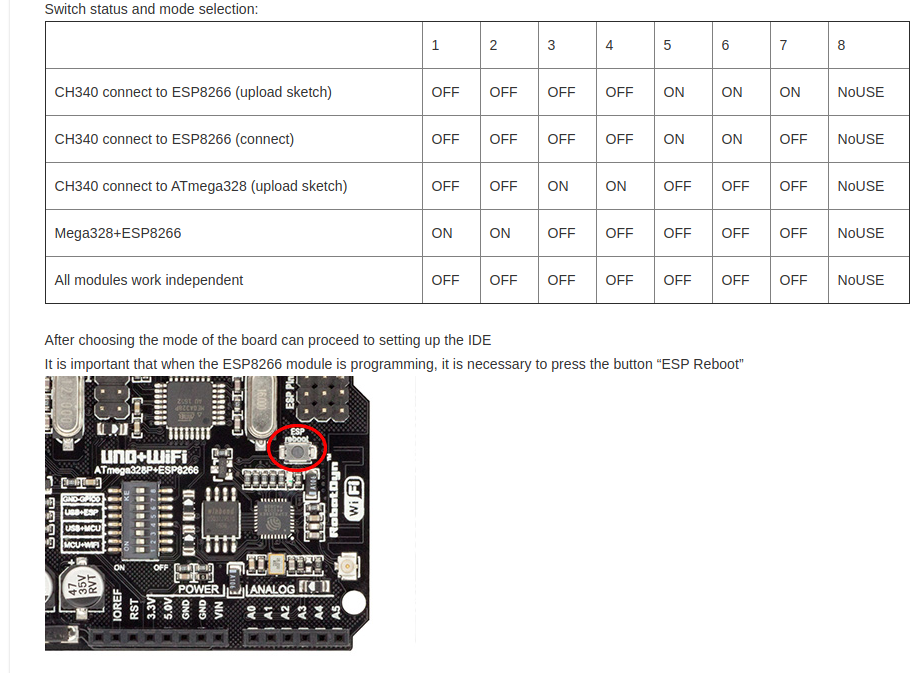 Switch status and mode selection:
1 2 3 4 5 6 7 8
CH340 connect to ESP8266 (upload sketch) OFF OFF OFF OFF ON ON ON NoUSE
CH340 connect to ESP8266 (connect) OFF OFF OFF OFF ON ON OFF NoUSE
CH340 connect to ATmega328 (upload sketch) OFF OFF ON ON OFF OFF OFF NoUSE
Mega328+ESP8266 ON ON OFF OFF OFF OFF OFF NoUSE
All modules work independent OFF OFF OFF OFF OFF OFF OFF NoUSE
After choosing the mode of the board can proceed to setting up the IDE
It is important that when the ESP8266 module is programming, it is necessary to press the button “ESP Reboot”
ESP
reboot
UNO+WiFi
ATmega328P+ESP8266
GND-GPIO0
USB+ESP
USB+MCU
MCU+WIFI
KE
ON
ON OFF
RobotDyn
WiFi
47
35V
RVT
POWER ANALOG
IOREF RST 3.3V 5.0V GND GND VIN A0 A1 A2 A3 A4 A5